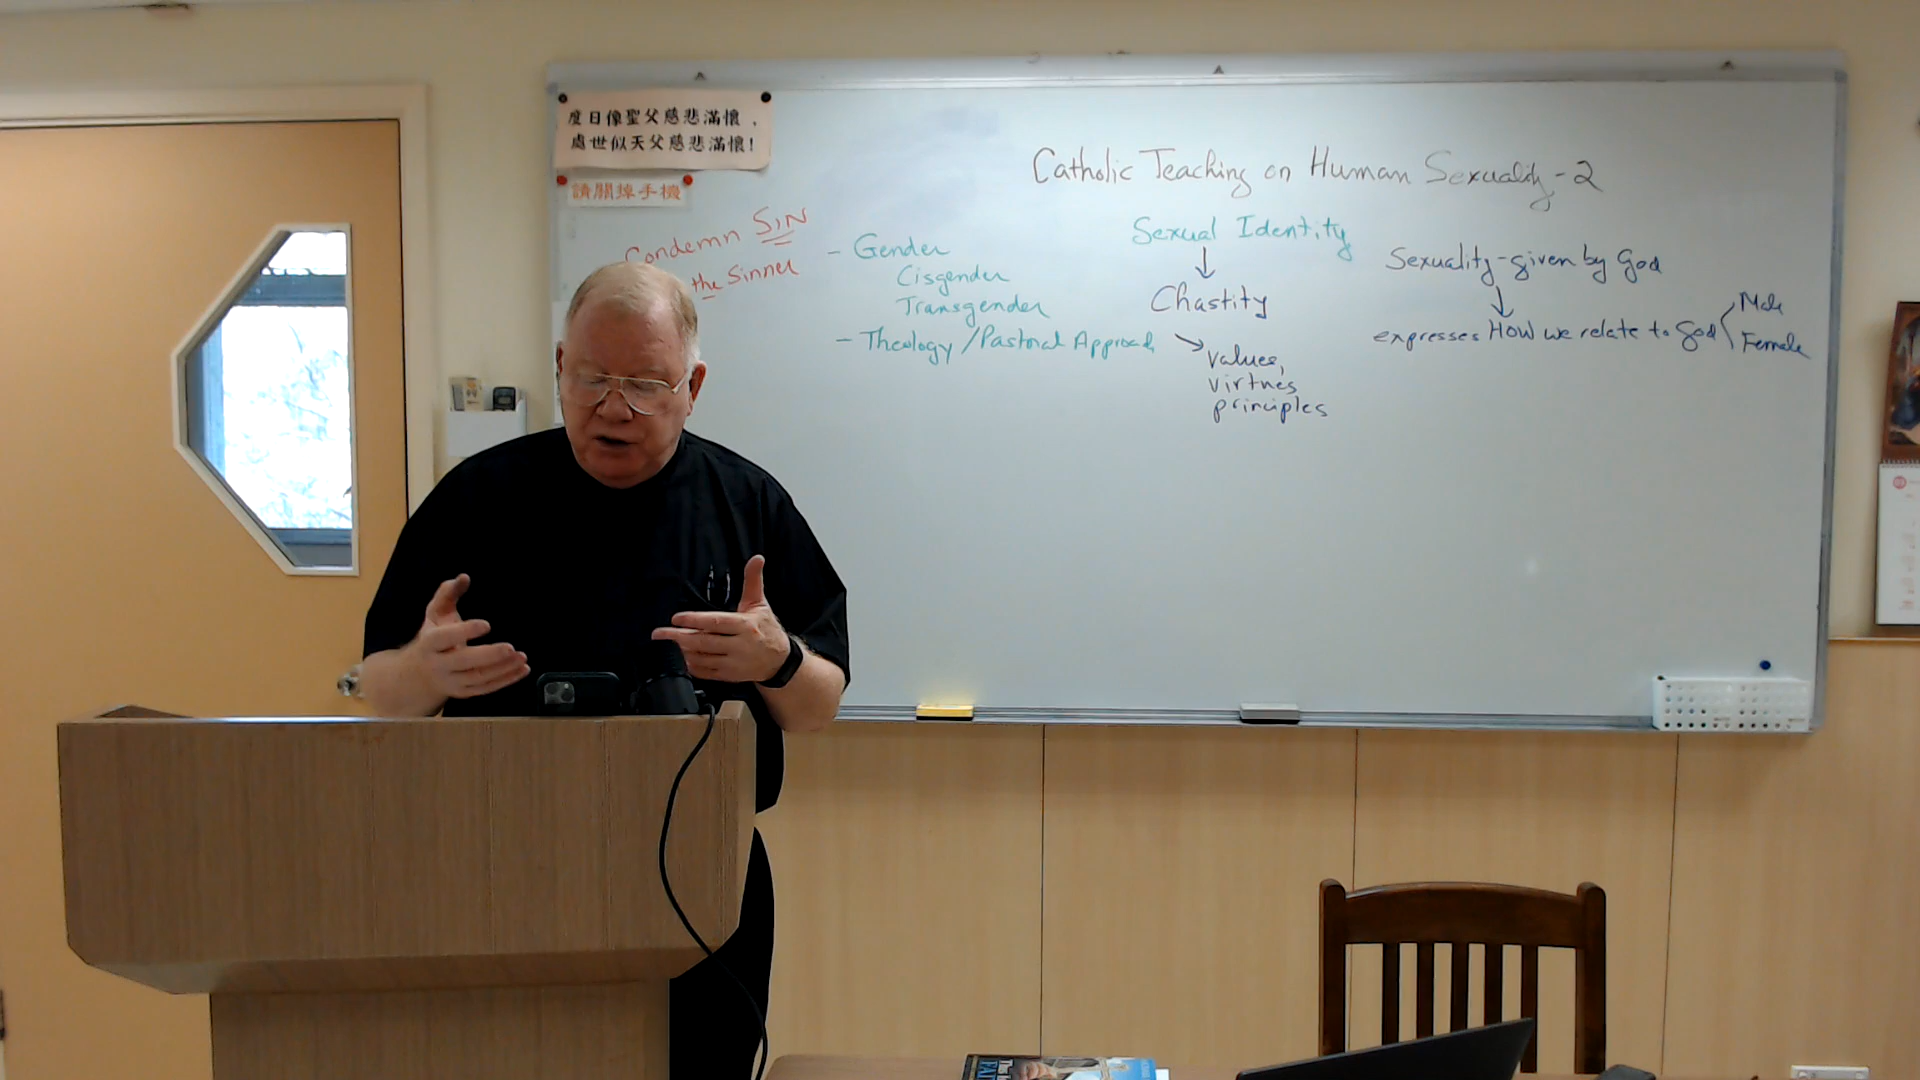 度日像聖父慈悲滿懷，
處世似天父慈悲滿懷！
請關掉手機
Catholic Teaching on Human Sexuality-2
Condemn SIN
the Sinner
- Gender
Cisgender
Transgender
- Theology/Pastoral Approach
Sexual Identity
↓
Chastity
values,
virtues
principles
Sexuality-given by God
↓
expresses How we relate to God
Male
Female